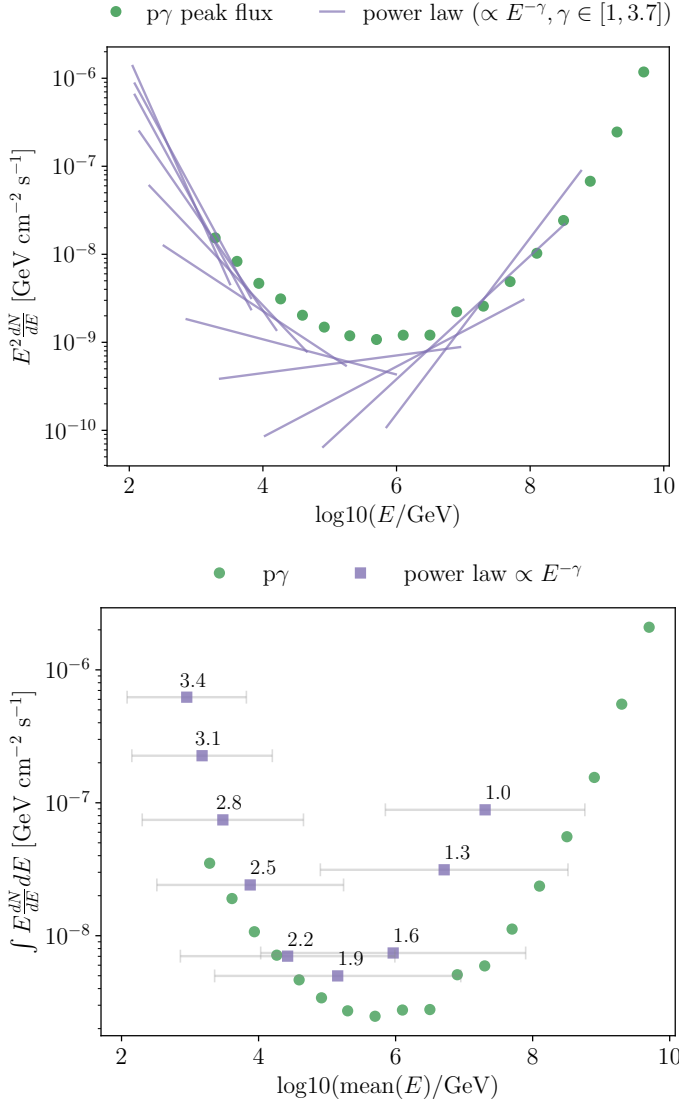 pγ peak flux power law (∝ E^{−γ}, γ ∈ [1, 3.7])
10^{−6}
10^{−7}
10^{−8}
10^{−9}
10^{−10}
E² dN/dE [GeV cm^{−2} s^{−1}]
2 4 6 8 10
log10(E/GeV)
pγ power law ∝ E^{−γ}
10^{−6}
10^{−7}
10^{−8}
∫ E dN/dE dE [GeV cm^{−2} s^{−1}]
3.4
3.1
2.8
1.0
2.5
1.3
2.2
1.6
1.9
2 4 6 8 10
log10(mean(E)/GeV)